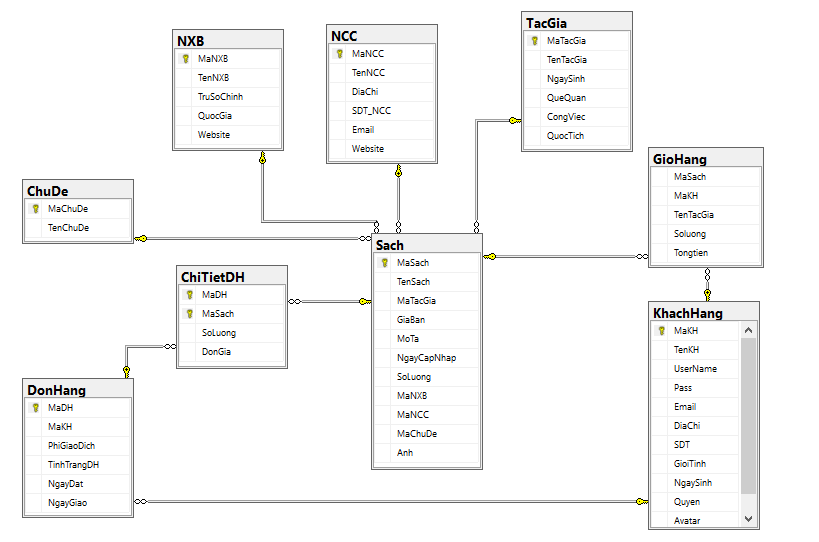 NXB
MaNXB
TenNXB
TruSoChinh
QuocGia
Website
NCC
MaNCC
TenNCC
DiaChi
SDT_NCC
Email
Website
TacGia
MaTacGia
TenTacGia
NgaySinh
QueQuan
CongViec
QuocTich
GioHang
MaSach
MaKH
TenTacGia
Soluong
Tongtien
ChuDe
MaChuDe
TenChuDe
Sach
MaSach
TenSach
MaTacGia
GiaBan
MoTa
NgayCapNhap
SoLuong
MaNXB
MaNCC
MaChuDe
Anh
ChiTietDH
MaDH
MaSach
SoLuong
DonGia
KhachHang
MaKH
TenKH
UserName
Pass
Email
DiaChi
SDT
GioiTinh
NgaySinh
Quyen
Avatar
DonHang
MaDH
MaKH
PhiGiaoDich
TinhTrangDH
NgayDat
NgayGiao